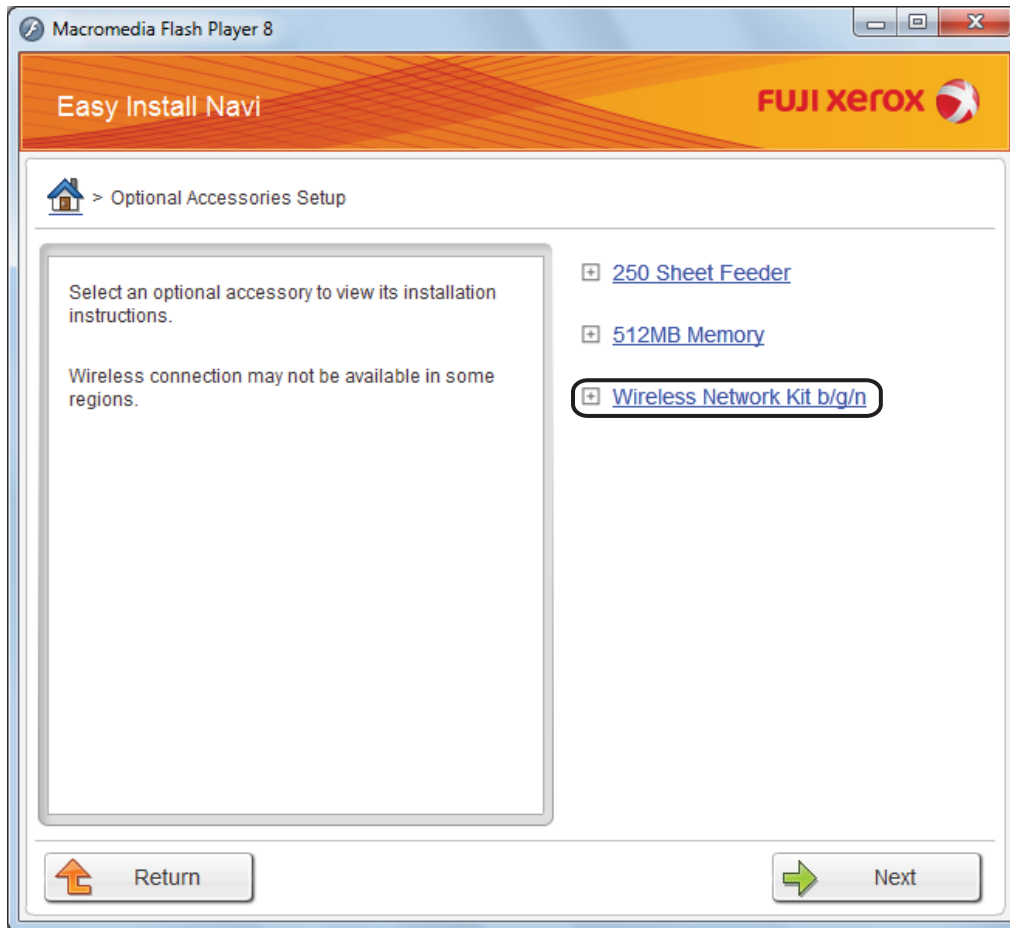 Macromedia Flash Player 8
Easy Install Navi
FUJI xerox
> Optional Accessories Setup
Select an optional accessory to view its installation
instructions.
Wireless connection may not be available in some
regions.
250 Sheet Feeder
512MB Memory
Wireless Network Kit b/g/n
Return
Next